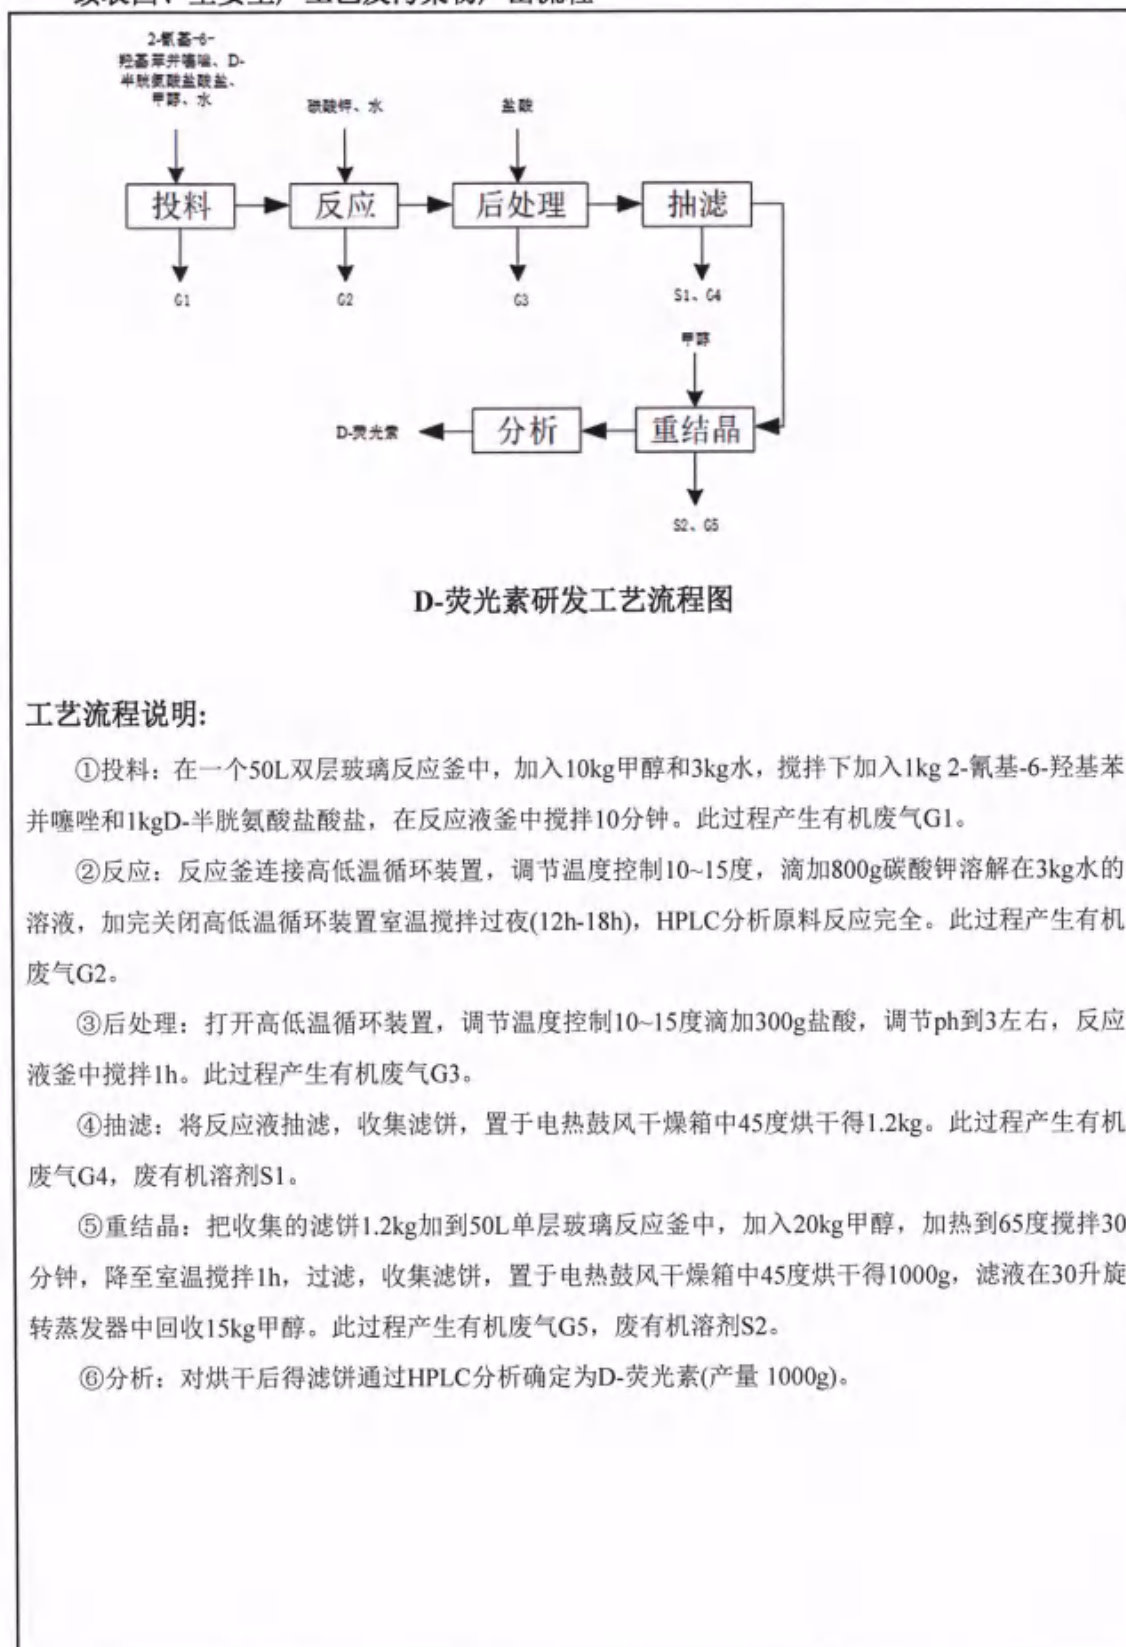 2-氰基-6-
羟基苯并噻唑、D-
半胱氨酸盐酸盐、
甲醇、水
碳酸钾、水
盐酸
投料
反应
后处理
抽滤
G1
G2
G3
S1、G4
甲醇
D-荧光素
分析
重结晶
S2、G5
D-荧光素研发工艺流程图
工艺流程说明:
①投料：在一个50L双层玻璃反应釜中，加入10kg甲醇和3kg水，搅拌下加入1kg 2-氰基-6-羟基苯
并噻唑和1kgD-半胱氨酸盐酸盐，在反应液釜中搅拌10分钟。此过程产生有机废气G1。
②反应：反应釜连接高低温循环装置，调节温度控制10~15度，滴加800g碳酸钾溶解在3kg水的
溶液，加完关闭高低温循环装置室温搅拌过夜(12h-18h)，HPLC分析原料反应完全。此过程产生有机
废气G2。
③后处理：打开高低温循环装置，调节温度控制10~15度滴加300g盐酸，调节ph到3左右，反应
液釜中搅拌1h。此过程产生有机废气G3。
④抽滤：将反应液抽滤，收集滤饼，置于电热鼓风干燥箱中45度烘干得1.2kg。此过程产生有机
废气G4，废有机溶剂S1。
⑤重结晶：把收集的滤饼1.2kg加到50L单层玻璃反应釜中，加入20kg甲醇，加热到65度搅拌30
分钟，降至室温搅拌1h，过滤，收集滤饼，置于电热鼓风干燥箱中45度烘干得1000g，滤液在30升旋
转蒸发器中回收15kg甲醇。此过程产生有机废气G5，废有机溶剂S2。
⑥分析：对烘干后得滤饼通过HPLC分析确定为D-荧光素(产量 1000g)。